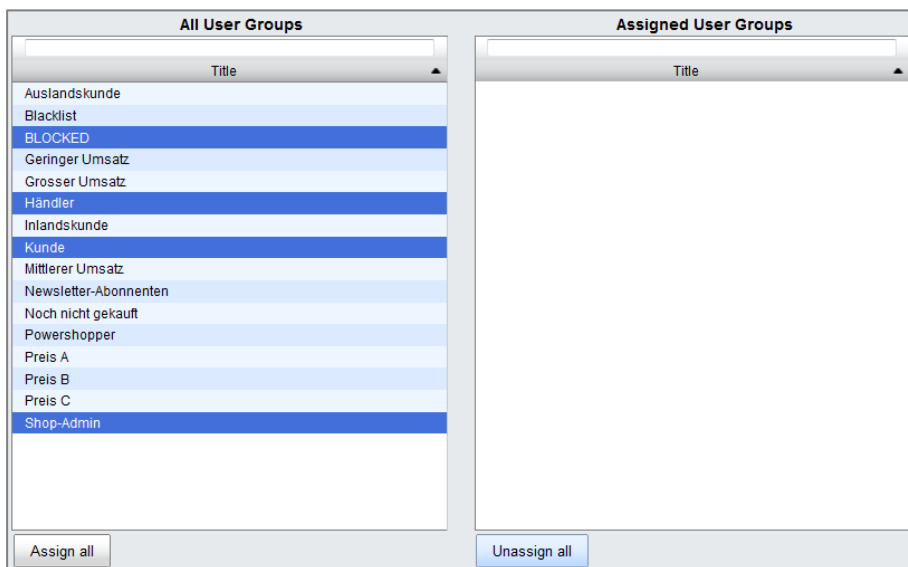 All User Groups
Assigned User Groups
Title
Title
Auslandskunde
Blacklist
BLOCKED
Geringer Umsatz
Grosser Umsatz
Händler
Inlandskunde
Kunde
Mittlerer Umsatz
Newsletter-Abonnenten
Noch nicht gekauft
Powershopper
Preis A
Preis B
Preis C
Shop-Admin
Assign all
Unassign all